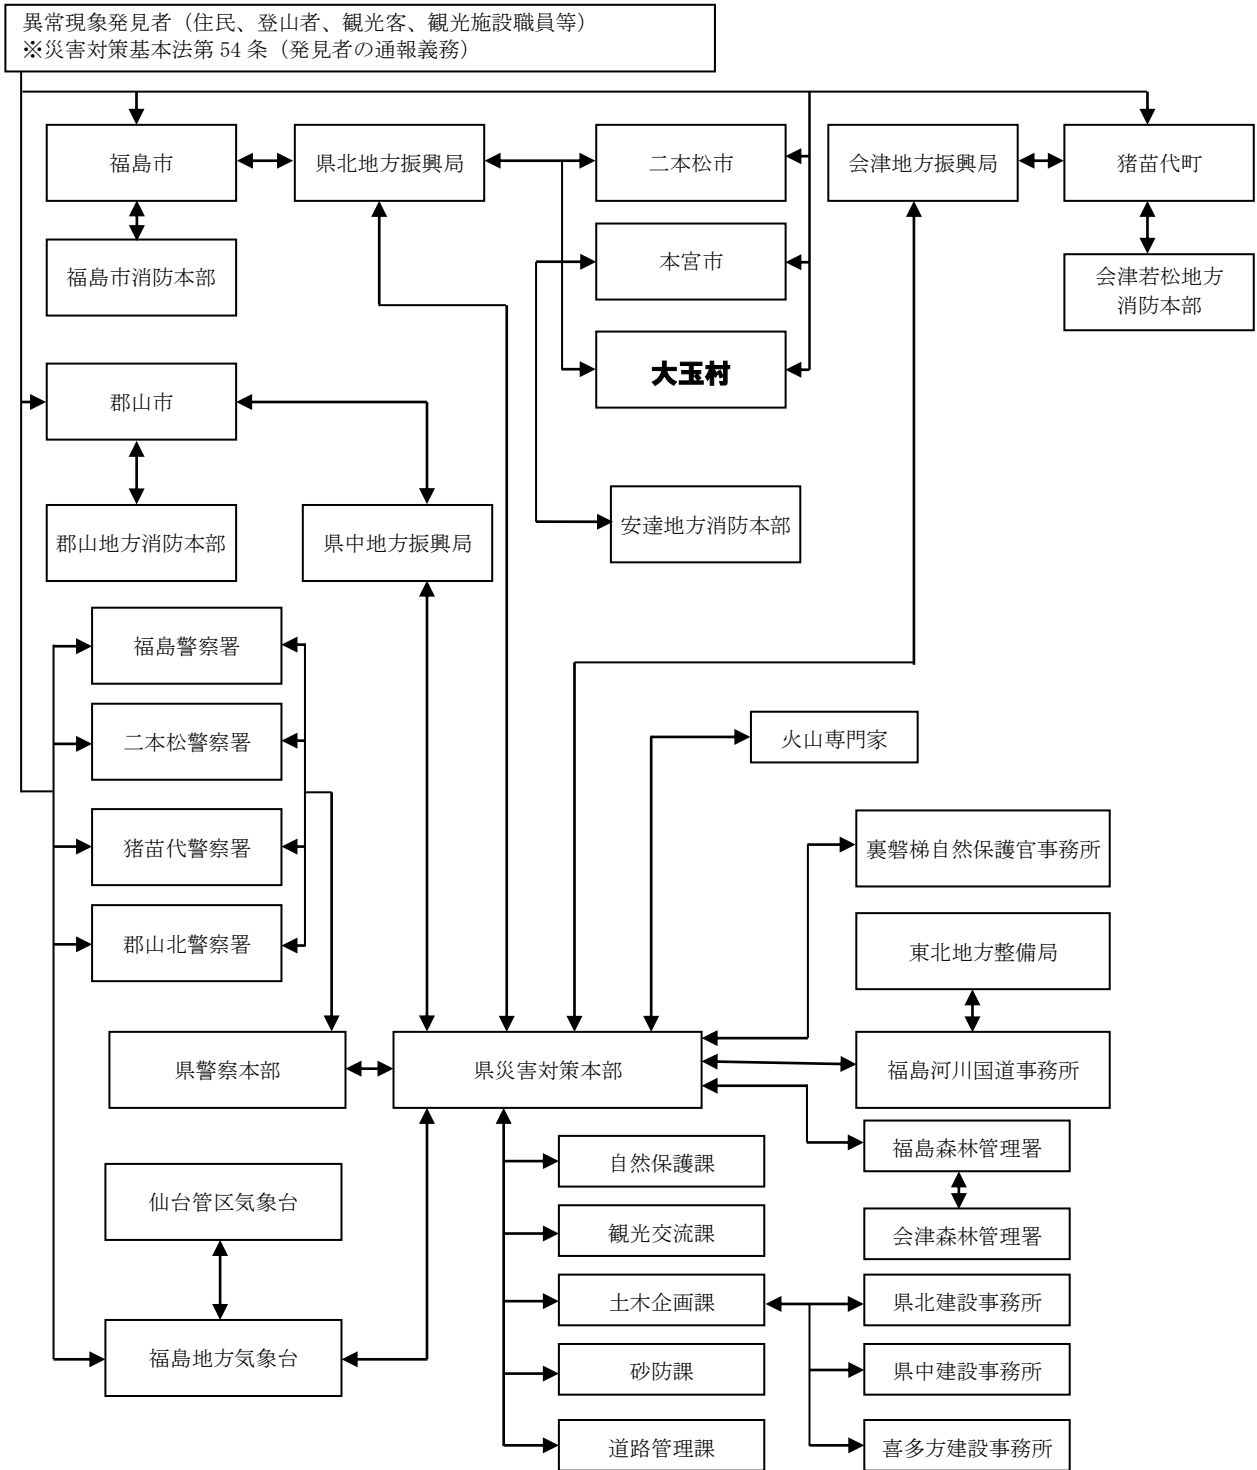 異常現象発見者（住民、登山者、観光客、観光施設職員等）
※災害対策基本法第 54 条（発見者の通報義務）
福島市
県北地方振興局
二本松市
会津地方振興局
猪苗代町
福島市消防本部
本宮市
会津若松地方
消防本部
大玉村
郡山市
安達地方消防本部
郡山地方消防本部
県中地方振興局
福島警察署
二本松警察署
火山専門家
猪苗代警察署
裏磐梯自然保護官事務所
郡山北警察署
東北地方整備局
県警察本部
県災害対策本部
福島河川国道事務所
自然保護課
福島森林管理署
仙台管区気象台
観光交流課
会津森林管理署
土木企画課
県北建設事務所
福島地方気象台
砂防課
県中建設事務所
道路管理課
喜多方建設事務所